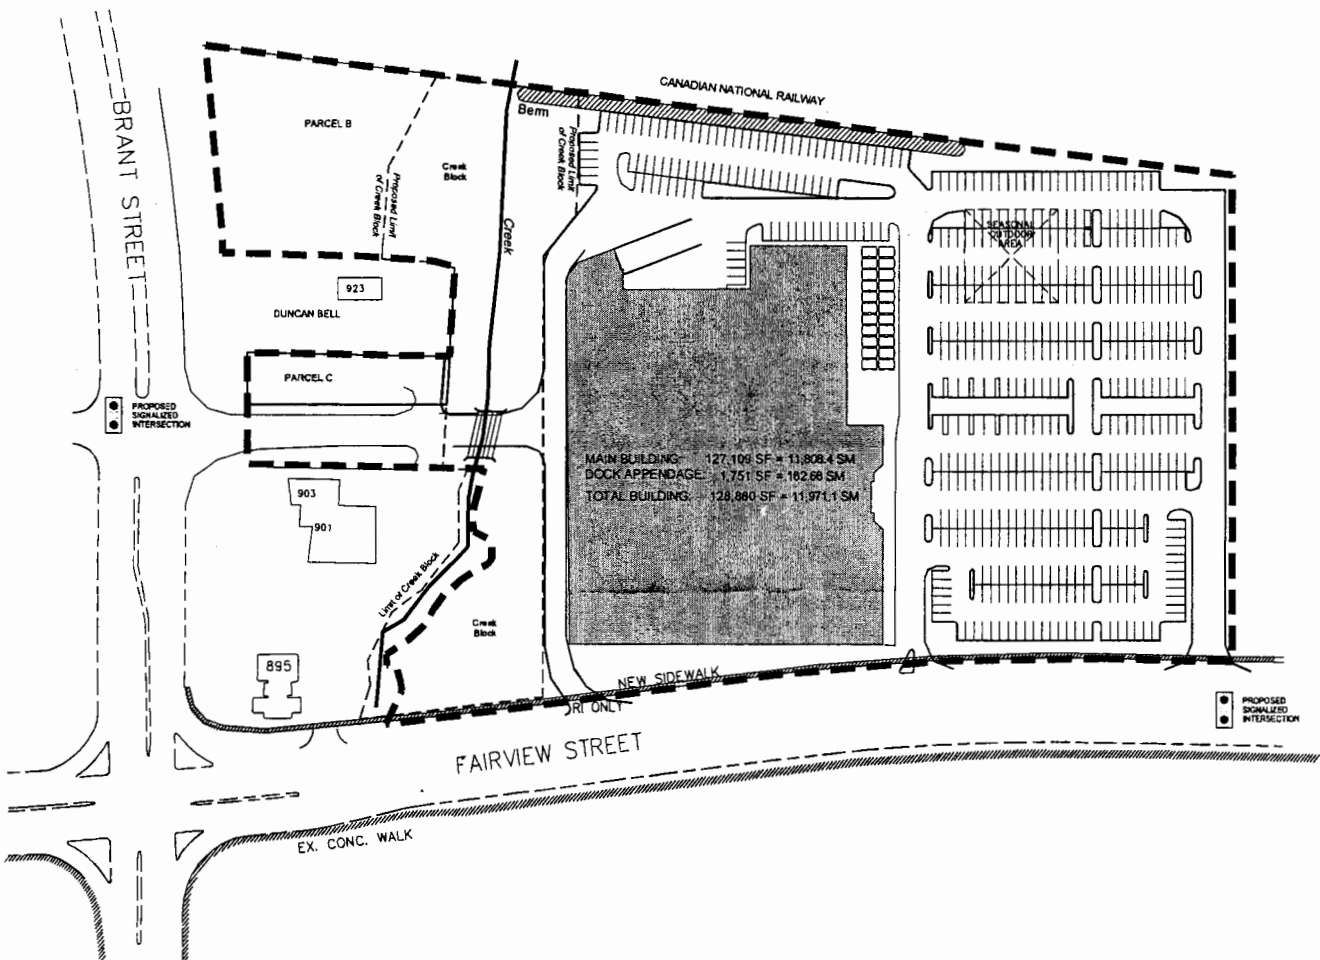 CANADIAN NATIONAL RAILWAY
BRANT STREET
PARCEL B
Berm
Creek
Block
Proposed Limit
of Creek Block
Proposed Limit
of Creek Block
Creek
SEASONAL
OUTDOOR
AREA
923
DUNCAN BELL
PARCEL C
PROPOSED
SIGNALIZED
INTERSECTION
MAIN BUILDING: 127,109 SF = 11,808.4 SM
DOCK APPENDAGE: 1,751 SF = 162.68 SM
TOTAL BUILDING: 128,860 SF = 11,971.1 SM
903
901
Limit of Creek Block
Creek
Block
895
NEW SIDEWALK
RI ONLY
PROPOSED
SIGNALIZED
INTERSECTION
FAIRVIEW STREET
EX. CONC. WALK